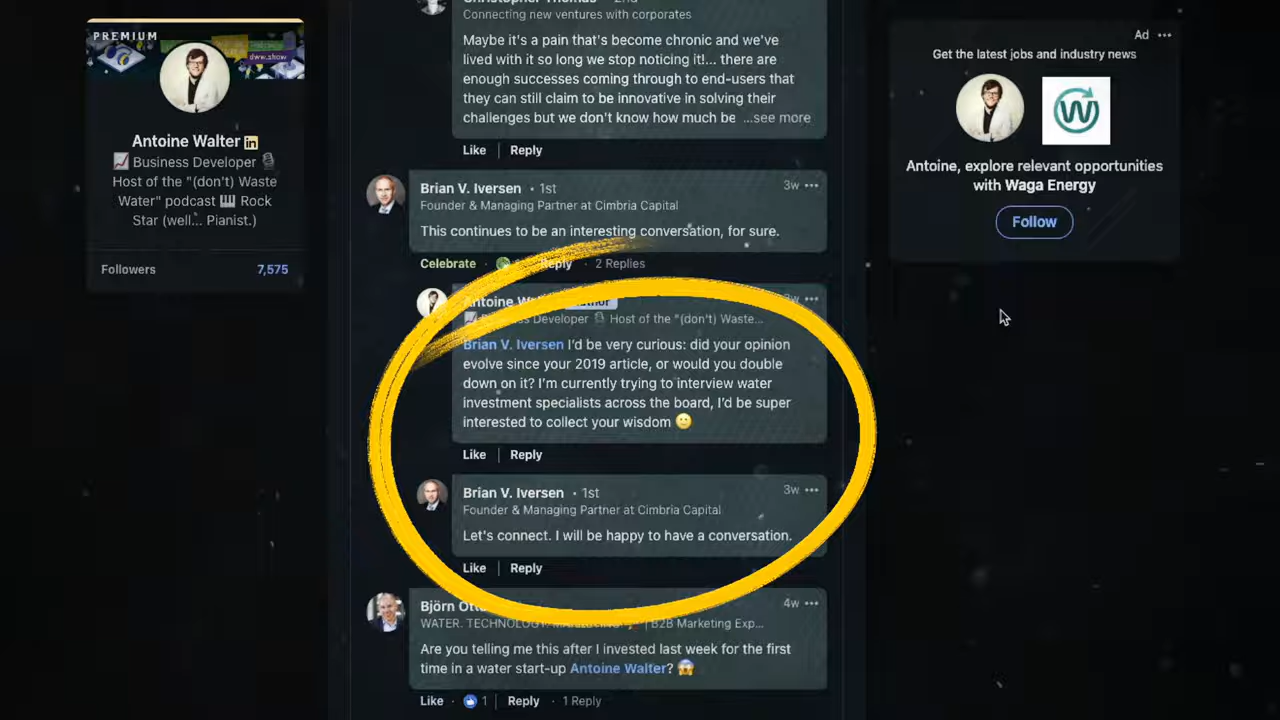 PREMIUM
dww.show
Antoine Walter in
Business Developer
Host of the "(don't) Waste
Water" podcast Rock
Star (well... Pianist.)
Followers 7,575
Connecting new ventures with corporates
Maybe it's a pain that's become chronic and we've
lived with it so long we stop noticing it!... there are
enough successes coming through to end-users that
they can still claim to be innovative in solving their
challenges but we don't know how much be ...see more
Like | Reply
Brian V. Iversen • 1st 3w •••
Founder & Managing Partner at Cimbria Capital
This continues to be an interesting conversation, for sure.
Celebrate · Reply · 2 Replies
Antoine
Developer Host of the "(don't) Waste...
Brian V. Iversen I'd be very curious: did your opinion
evolve since your 2019 article, or would you double
down on it? I'm currently trying to interview water
investment specialists across the board, I'd be super
interested to collect your wisdom 🙂
Like | Reply
Brian V. Iversen • 1st 3w •••
Founder & Managing Partner at Cimbria Capital
Let's connect. I will be happy to have a conversation.
Like | Reply
Björn 4w •••
WATER. | B2B Marketing Exp...
Are you telling me this after I invested last week for the first
time in a water start-up Antoine Walter? 😱
Like · 1 | Reply · 1 Reply
Ad •••
Get the latest jobs and industry news
W
Antoine, explore relevant opportunities
with Waga Energy
Follow